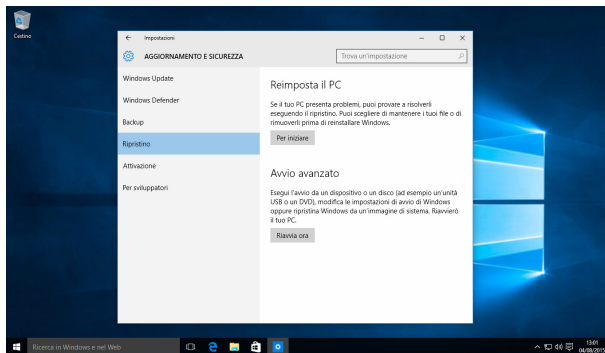 Cestino
Impostazioni
AGGIORNAMENTO E SICUREZZA
Trova un'impostazione
Windows Update
Windows Defender
Backup
Ripristino
Attivazione
Per sviluppatori
Reimposta il PC
Se il tuo PC presenta problemi, puoi provare a risolverli
eseguendo il ripristino. Puoi scegliere di mantenere i tuoi file o di
rimuoverli prima di reinstallare Windows.
Per iniziare
Avvio avanzato
Esegui l'avvio da un dispositivo o un disco (ad esempio un'unità
USB o un DVD), modifica le impostazioni di avvio di Windows
oppure ripristina Windows da un'immagine di sistema. Riavvierò
il tuo PC.
Riavvia ora
Ricerca in Windows e nel Web
13:01
04/08/2015